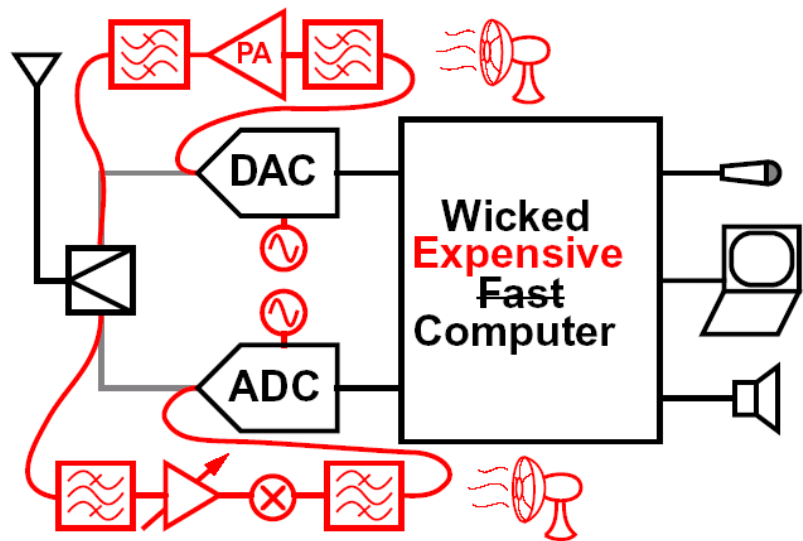 PA
DAC
Wicked
Expensive
Fast
Computer
ADC